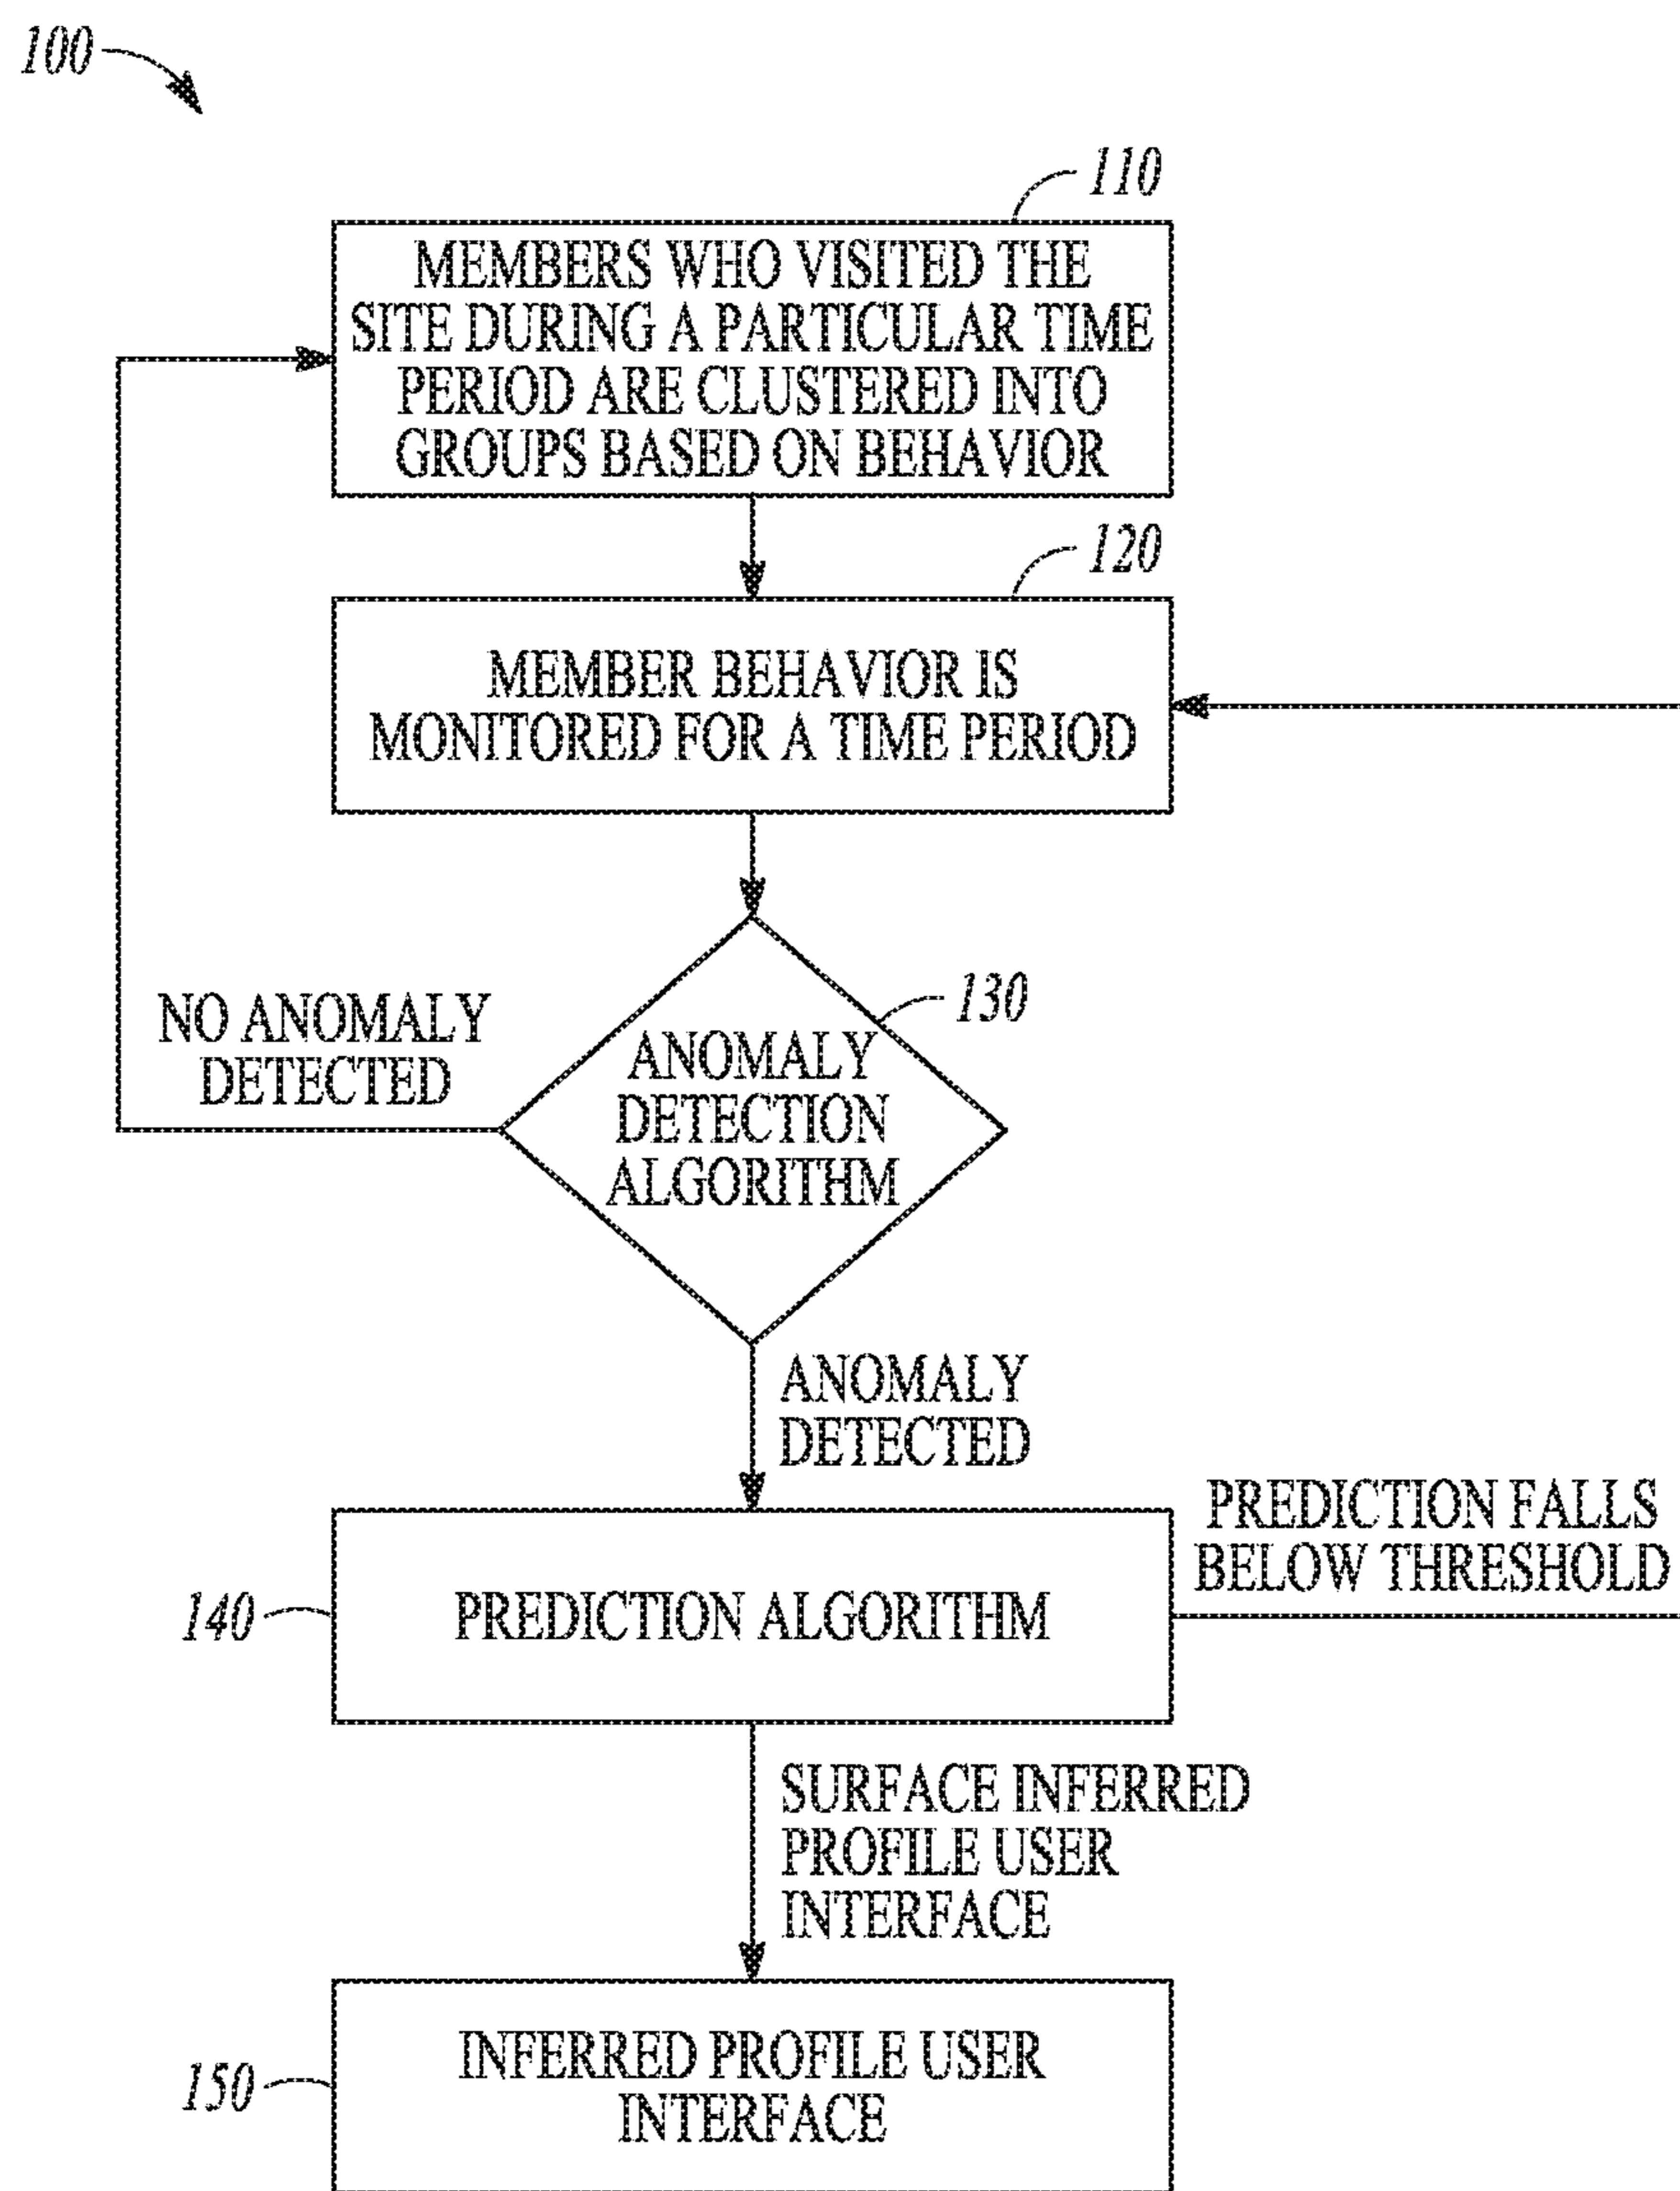 100
110
MEMBERS WHO VISITED THE
SITE DURING A PARTICULAR TIME
PERIOD ARE CLUSTERED INTO
GROUPS BASED ON BEHAVIOR
120
MEMBER BEHAVIOR IS
MONITORED FOR A TIME PERIOD
130
NO ANOMALY
DETECTED
ANOMALY
DETECTION
ALGORITHM
ANOMALY
DETECTED
PREDICTION FALLS
BELOW THRESHOLD
140
PREDICTION ALGORITHM
SURFACE INFERRED
PROFILE USER
INTERFACE
150
INFERRED PROFILE USER
INTERFACE